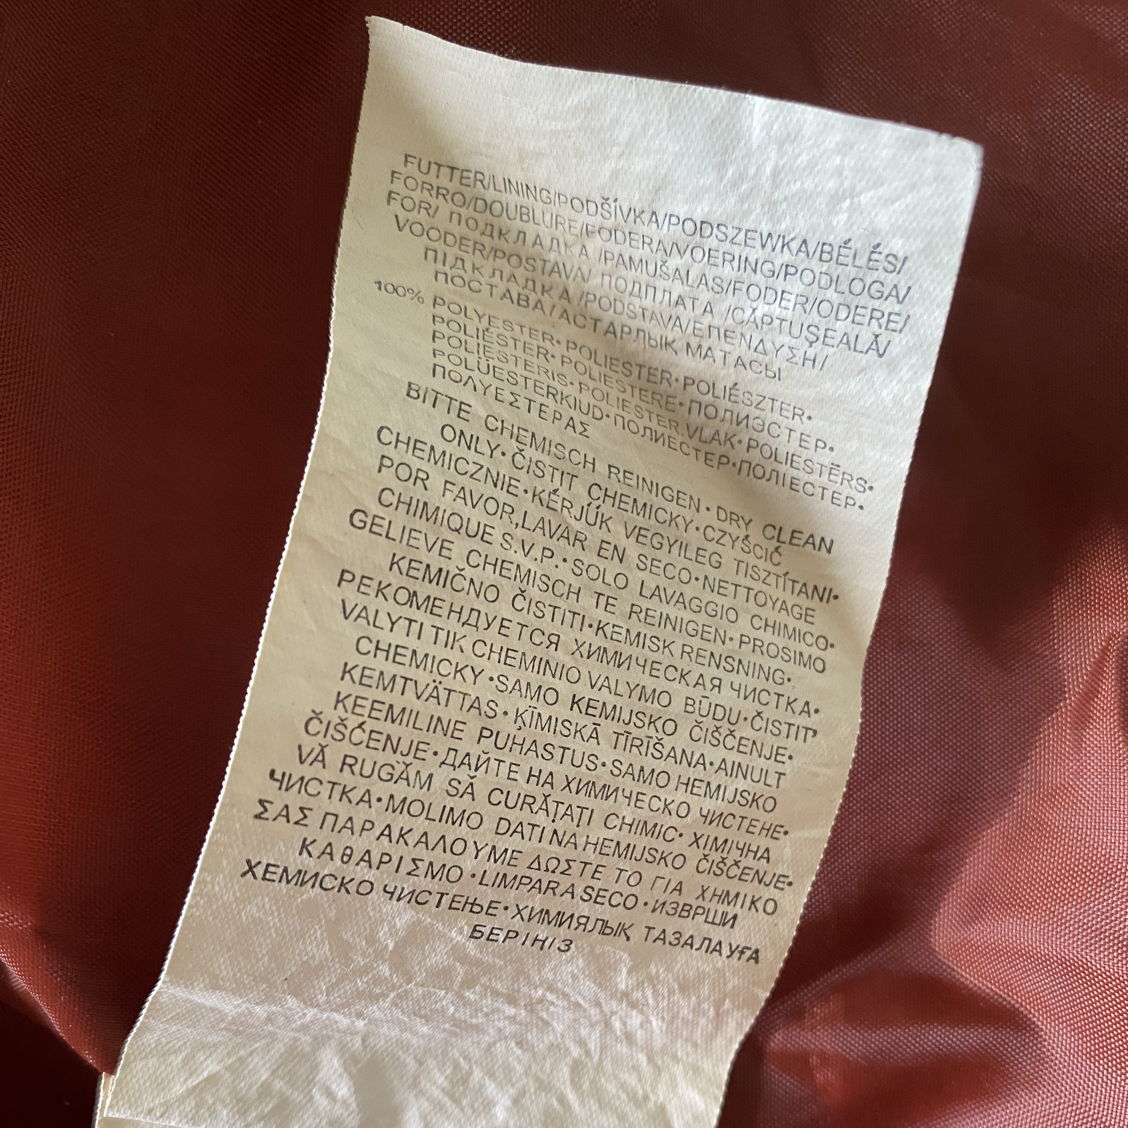 FUTTER/LINING/PODŠÍVKA/PODSZEWKA/BÉLÉS/
FORRO/DOUBLURE/FODERA/VOERING/PODLOGA/
FOR/ ПОДКЛАДКА /PAMUŠALAS/FODER/ODERE/
VOODER/POSTAVA/ ПОДПЛАТА /CĂPTUŞEALĂ/
ПІДКЛАДКА /PODSTAVA/ΕΠΕΝΔΥΣΗ/
ПОСТАВА/АСТАРЛЫҚ МАТАСЫ
100% POLYESTER·POLIESTER·POLIÉSZTER·
POLIÉSTER·POLIESTERE·ПОЛИЭСТЕР·
POLIESTERIS·POLIESTER.VLAK·POLIESTĒRS·
POLÜESTERKIUD·ПОЛИЕСТЕР·ПОЛІЕСТЕР·
ΠΟΛΥΕΣΤΕΡΑΣ
BITTE CHEMISCH REINIGEN·DRY CLEAN
ONLY·ČISTIT CHEMICKY·CZYŚCIĆ
CHEMICZNIE·KÉRJÚK VEGYILEG TISZTÍTANI·
POR FAVOR,LAVAR EN SECO·NETTOYAGE
CHIMIQUE S.V.P.·SOLO LAVAGGIO CHIMICO·
GELIEVE CHEMISCH TE REINIGEN·PROSIMO
KEMIČNO ČISTITI·KEMISK RENSNING·
РЕКОМЕНДУЕТСЯ ХИМИЧЕСКАЯ ЧИСТКА·
VALYTI TIK CHEMINIO VALYMO BŪDU·ČISTIT
CHEMICKY·SAMO KEMIJSKO ČIŠČENJE·
KEMTVÄTTAS·ĶĪMISKĀ TĪRĪŠANA·AINULT
KEEMILINE PUHASTUS·SAMO HEMIJSKO
ČIŠĆENJE·ДАЙТЕ НА ХИМИЧЕСКО ЧИСТЕНЕ·
VĂ RUGĂM SĂ CURĂŢAŢI CHIMIC· ХІМІЧНА
ЧИСТКА·MOLIMO DATI NA HEMIJSKO ČIŠĆENJE·
ΣΑΣ ΠΑΡΑΚΑΛΟΥΜΕ ΔΩΣΤΕ ΤΟ ΓΙΑ ΧΗΜΙΚΟ
ΚΑΘΑΡΙΣΜΟ ·LIMPAR A SECO ·ИЗВРШИ
ХЕМИСКО ЧИСТЕЊЕ·ХИМИЯЛЫҚ ТАЗАЛАУҒА
БЕРІНІЗ